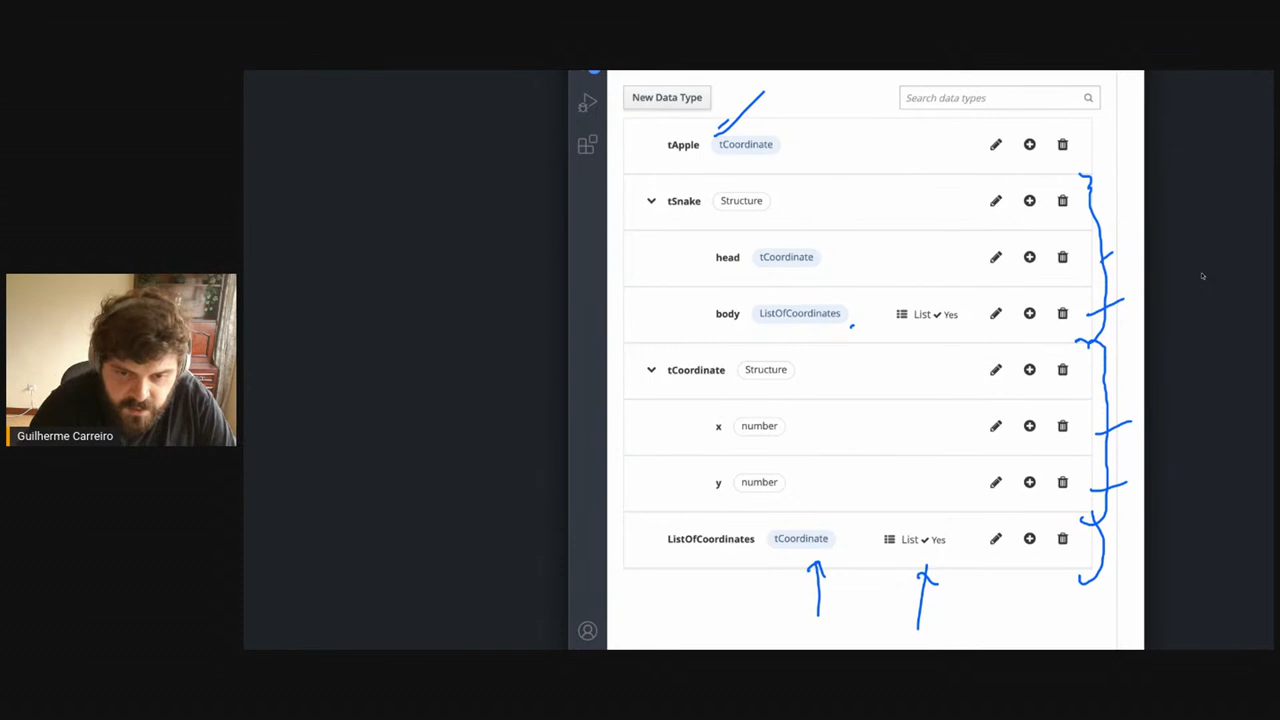 New Data Type
Search data types
tApple tCoordinate
tSnake Structure
head tCoordinate
body ListOfCoordinates List Yes
tCoordinate Structure
x number
y number
ListOfCoordinates tCoordinate List Yes
Guilherme Carreiro